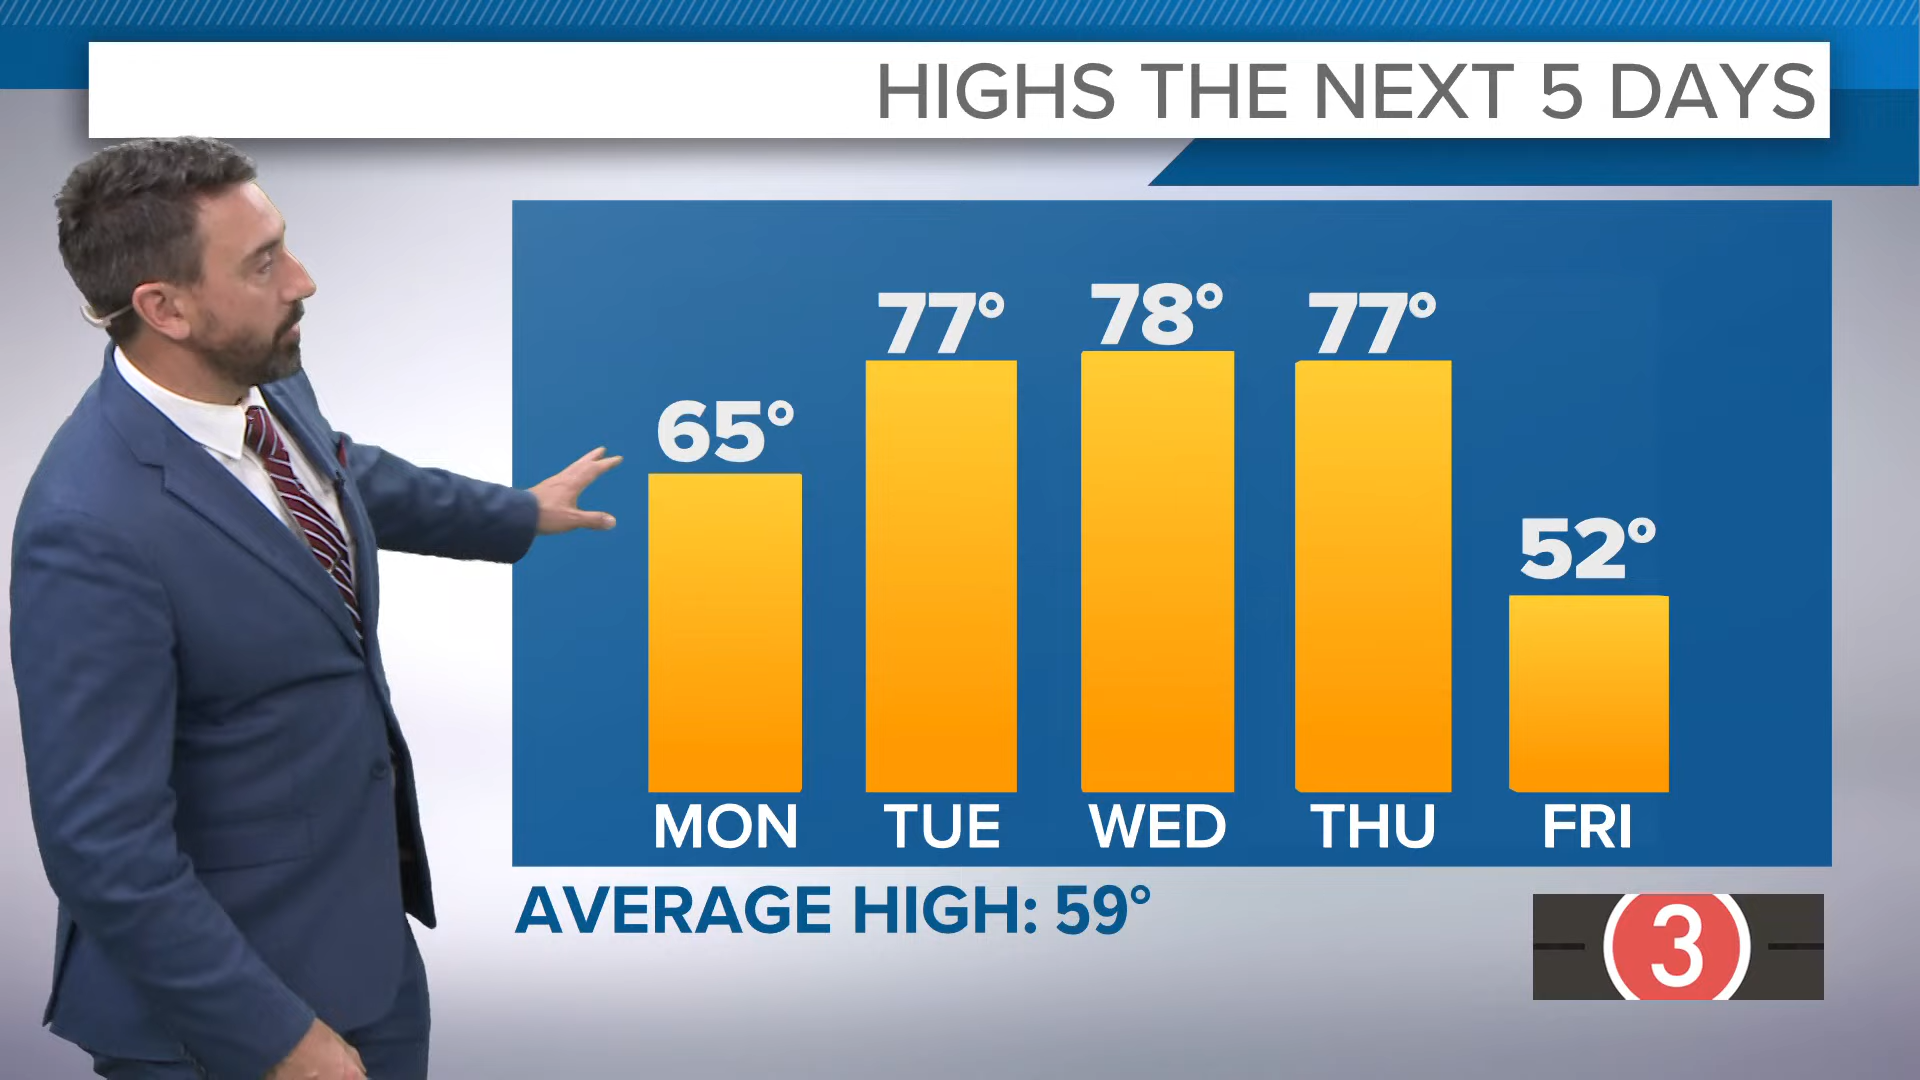 HIGHS THE NEXT 5 DAYS
65° 77° 78° 77° 52°
MON TUE WED THU FRI
AVERAGE HIGH: 59°
3